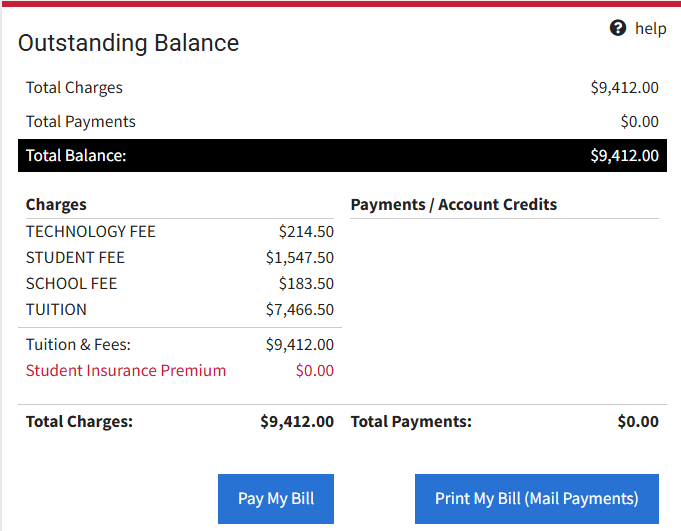 help
Outstanding Balance
Total Charges $9,412.00
Total Payments $0.00
Total Balance: $9,412.00
Charges
Payments / Account Credits
TECHNOLOGY FEE $214.50
STUDENT FEE $1,547.50
SCHOOL FEE $183.50
TUITION $7,466.50
Tuition & Fees: $9,412.00
Student Insurance Premium $0.00
Total Charges: $9,412.00
Total Payments: $0.00
Pay My Bill
Print My Bill (Mail Payments)